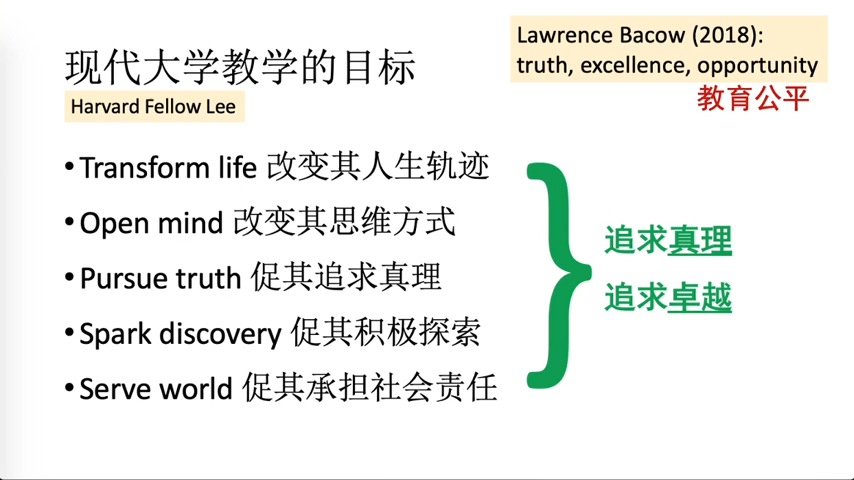 现代大学教学的目标
Harvard Fellow Lee
Lawrence Bacow (2018):
truth, excellence, opportunity
教育公平
•Transform life 改变其人生轨迹
•Open mind 改变其思维方式
•Pursue truth 促其追求真理
•Spark discovery 促其积极探索
•Serve world 促其承担社会责任
追求真理
追求卓越